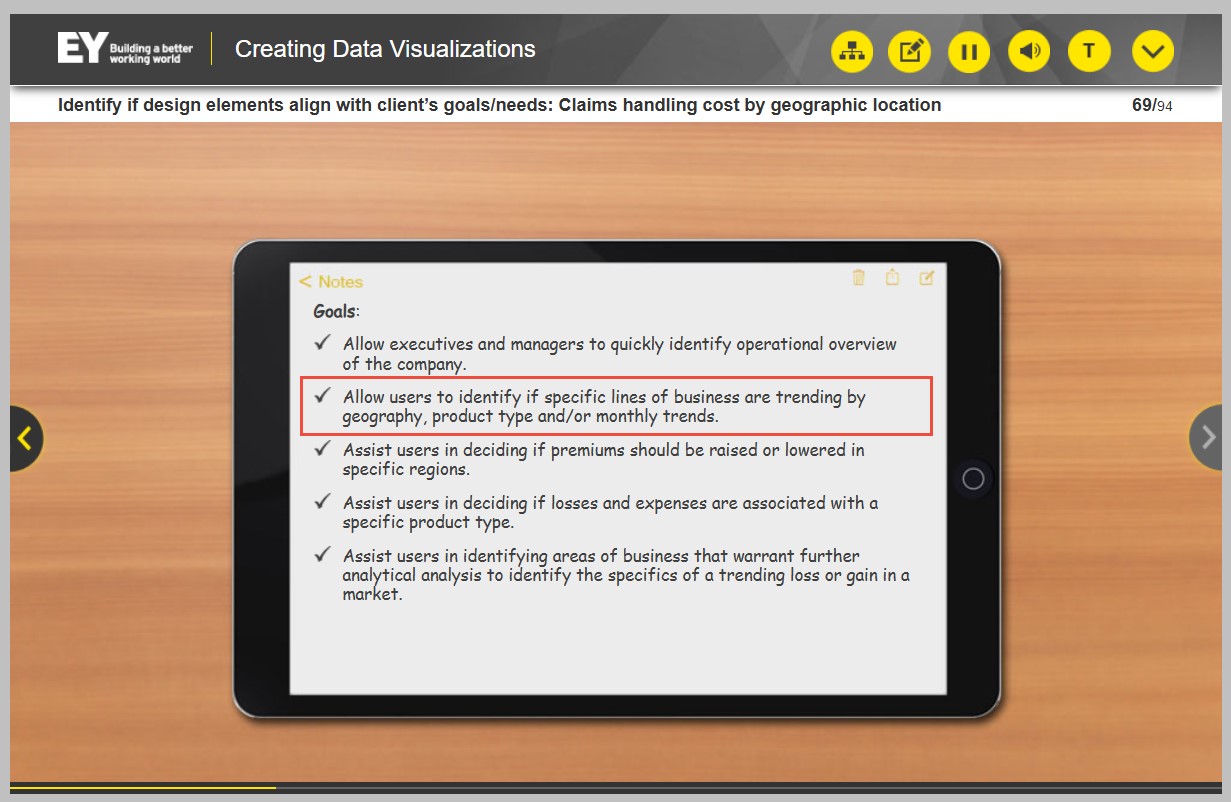 EY Building a better
working world
Creating Data Visualizations
T
Identify if design elements align with client's goals/needs: Claims handling cost by geographic location
69/94
< Notes
Goals:
Allow executives and managers to quickly identify operational overview
of the company.
Allow users to identify if specific lines of business are trending by
geography, product type and/or monthly trends.
Assist users in deciding if premiums should be raised or lowered in
specific regions.
Assist users in deciding if losses and expenses are associated with a
specific product type.
Assist users in identifying areas of business that warrant further
analytical analysis to identify the specifics of a trending loss or gain in a
market.